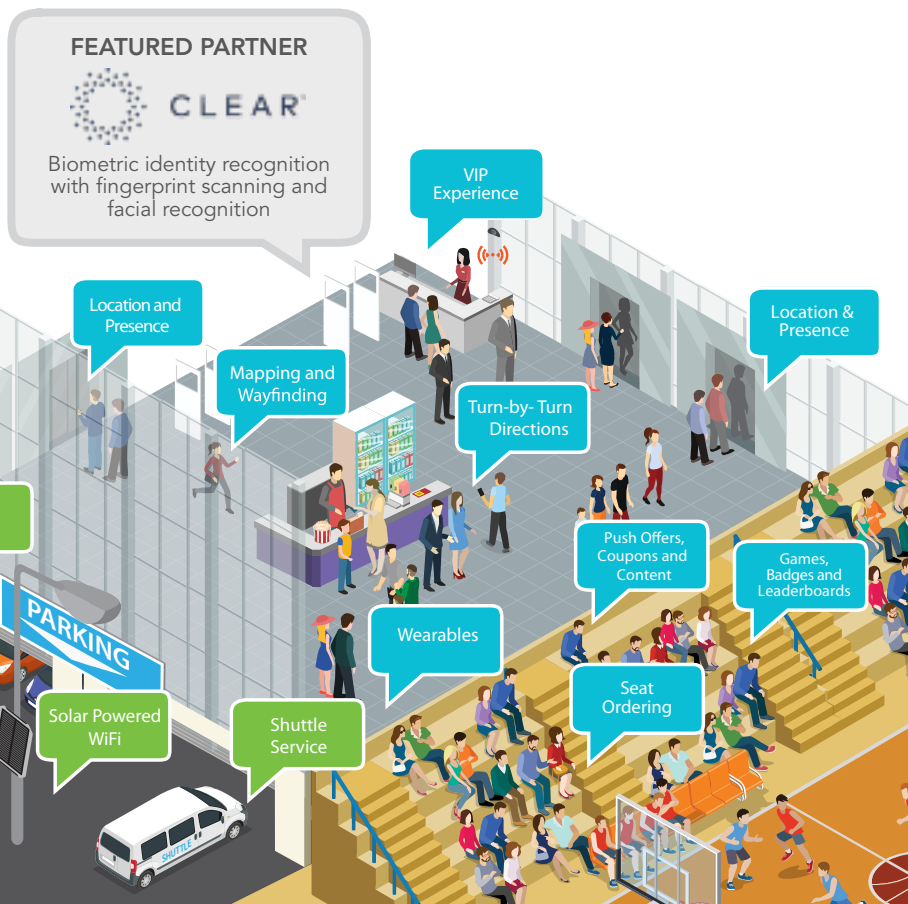 FEATURED PARTNER
CLEAR
Biometric identity recognition
with fingerprint scanning and
facial recognition
VIP
Experience
Location and
Presence
Location &
Presence
Mapping and
Wayfinding
Turn-by- Turn
Directions
Push Offers,
Coupons and
Content
Games,
Badges and
Leaderboards
Wearables
PARKING
Seat
Ordering
Solar Powered
WiFi
Shuttle
Service
SHUTTLE